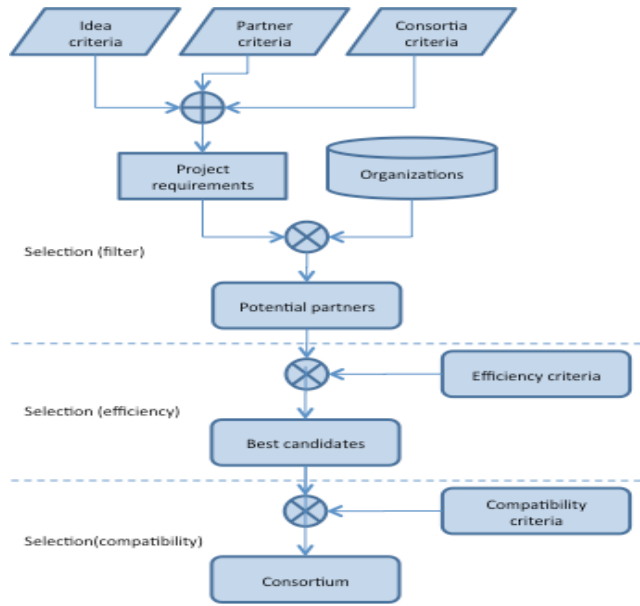 Idea
criteria
Partner
criteria
Consortia
criteria
Project
requirements
Organizations
Selection (filter)
Potential partners
Efficiency criteria
Selection (efficiency)
Best candidates
Compatibility
criteria
Selection(compatibility)
Consortium